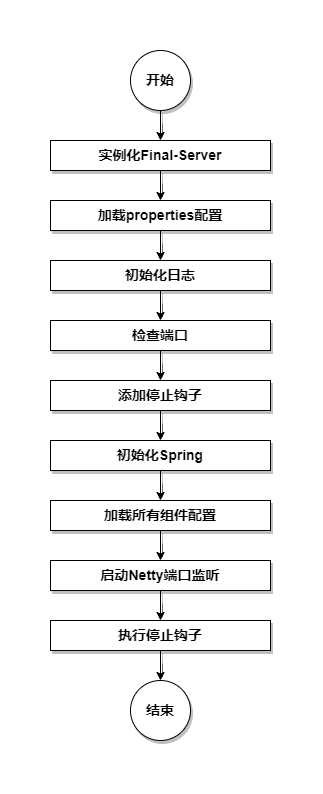 开始
实例化Final-Server
加载properties配置
初始化日志
检查端口
添加停止钩子
初始化Spring
加载所有组件配置
启动Netty端口监听
执行停止钩子
结束